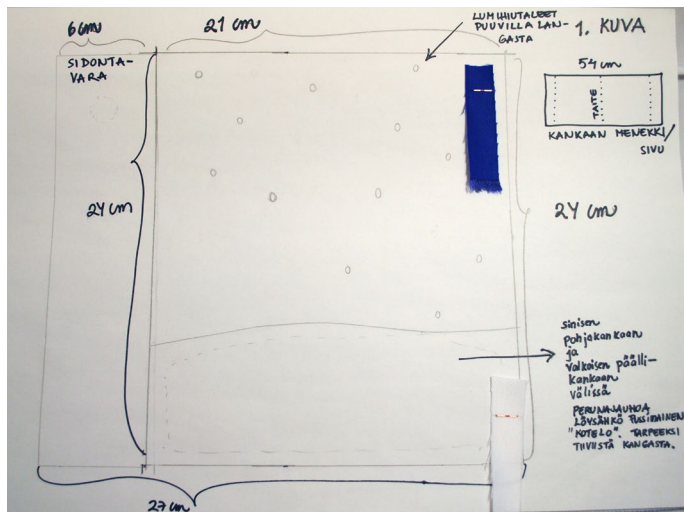 6 cm
21 cm
LUMIHIUTALEET
PUUVILLA LAN-
GASTA
1. KUVA
SIDONTA-
VARA
54 cm
TAITE
KANKAAN MENEKKI/
SIVU
24 cm
24 cm
sinisen
pohjakankaan
ja
valkoisen päälli-
kankaan
välissä
PERUNAJAUHOA
LÖYSÄHKÖ PUSSIMAINEN
"KOTELO". TARPEEKSI
TIIVISTÄ KANGASTA.
27 cm